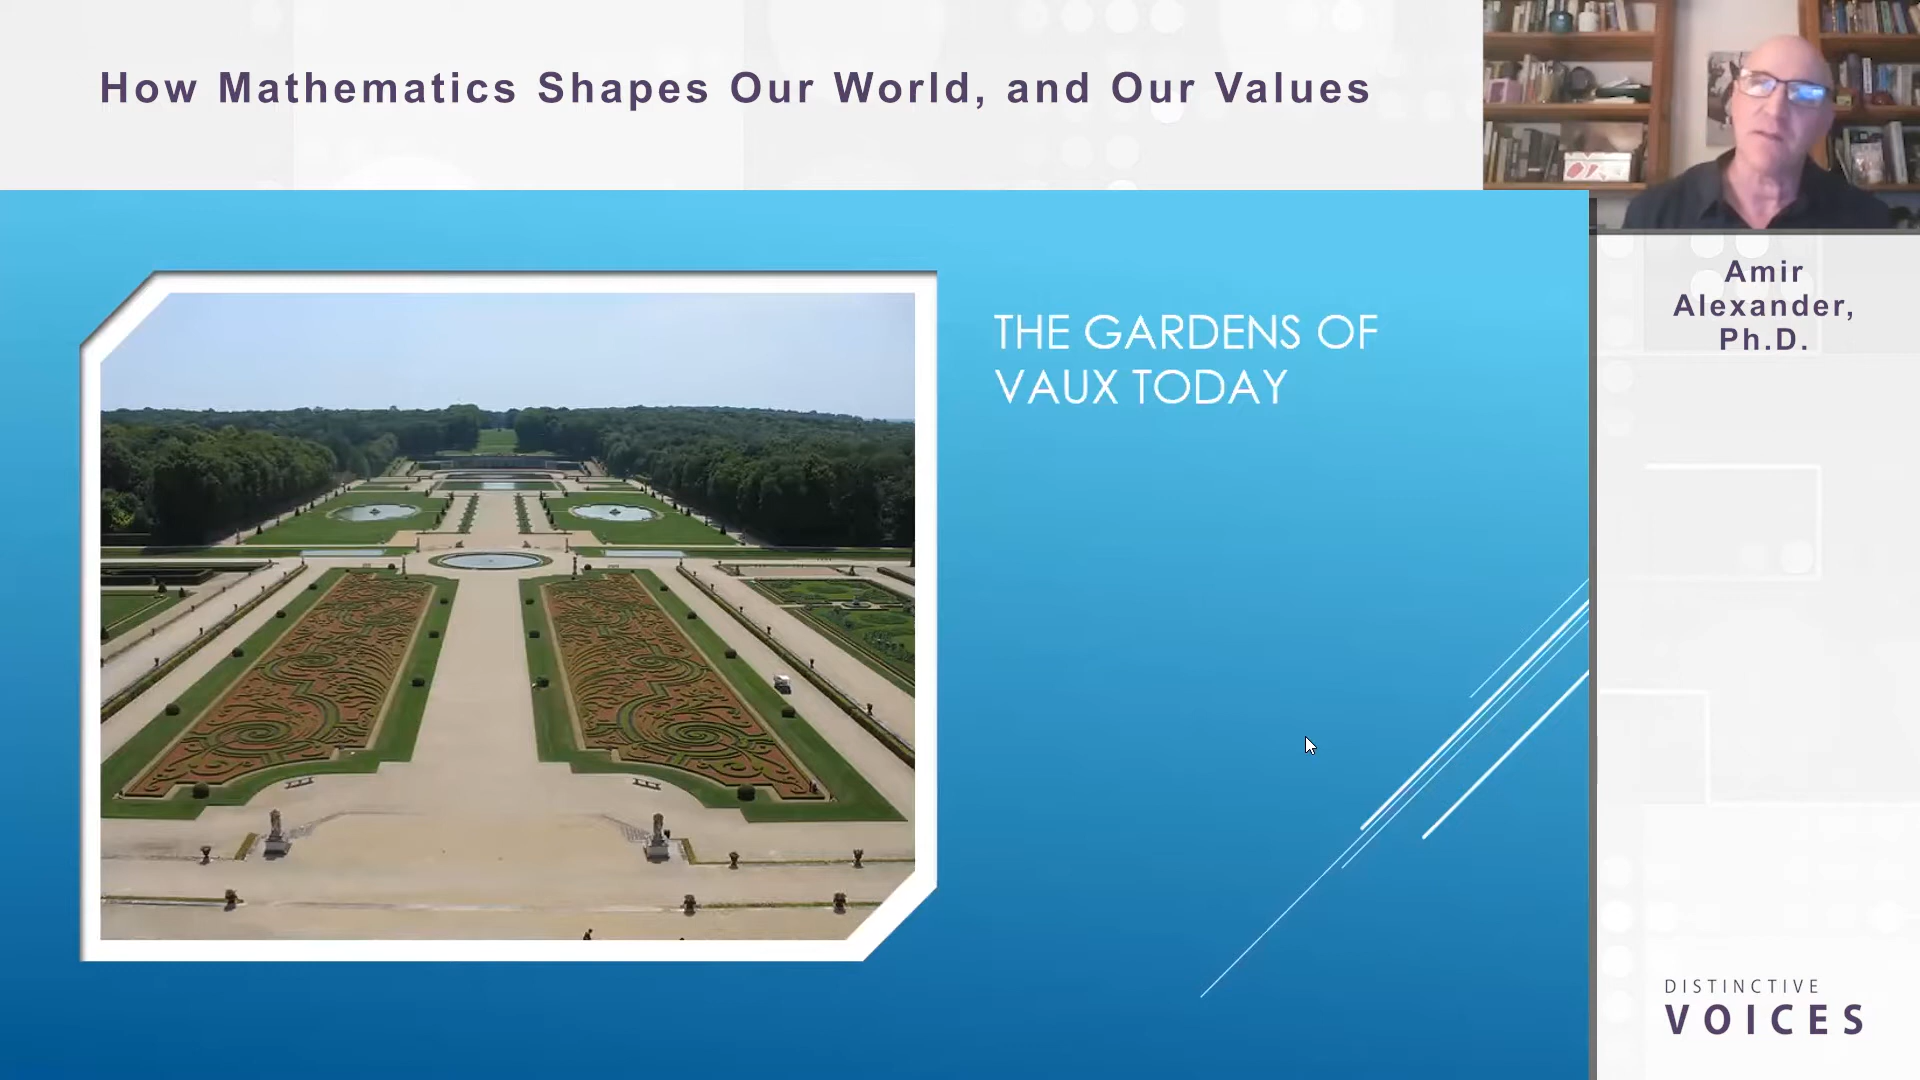 How Mathematics Shapes Our World, and Our Values
THE GARDENS OF
VAUX TODAY
Amir
Alexander,
Ph.D.
DISTINCTIVE
VOICES